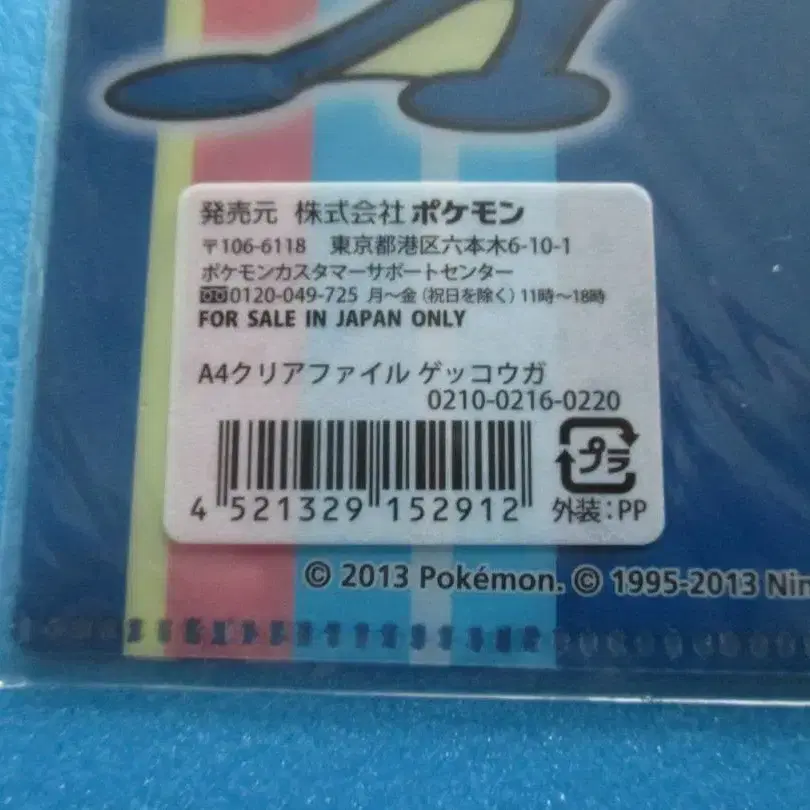 発売元 株式会社 ポケモン
〒106-6118 東京都港区六本木6-10-1
ポケモンカスタマーサポートセンター
0120-049-725 月～金（祝日を除く）11時～18時
FOR SALE IN JAPAN ONLY
A4クリアファイル ゲッコウガ
0210-0216-0220
プラ
4 521329 152912
外装：PP
© 2013 Pokémon. © 1995-2013 Nin